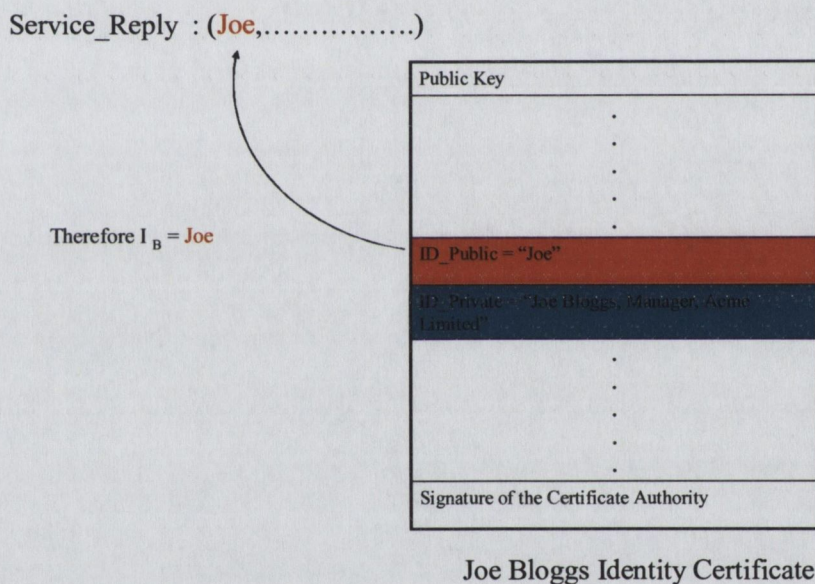 Service_Reply : (Joe,................)
Public Key
Therefore I B = Joe
ID_Public = “Joe”
ID_Private = “Joe Bloggs, Manager, Acme
Limited”
Signature of the Certificate Authority
Joe Bloggs Identity Certificate